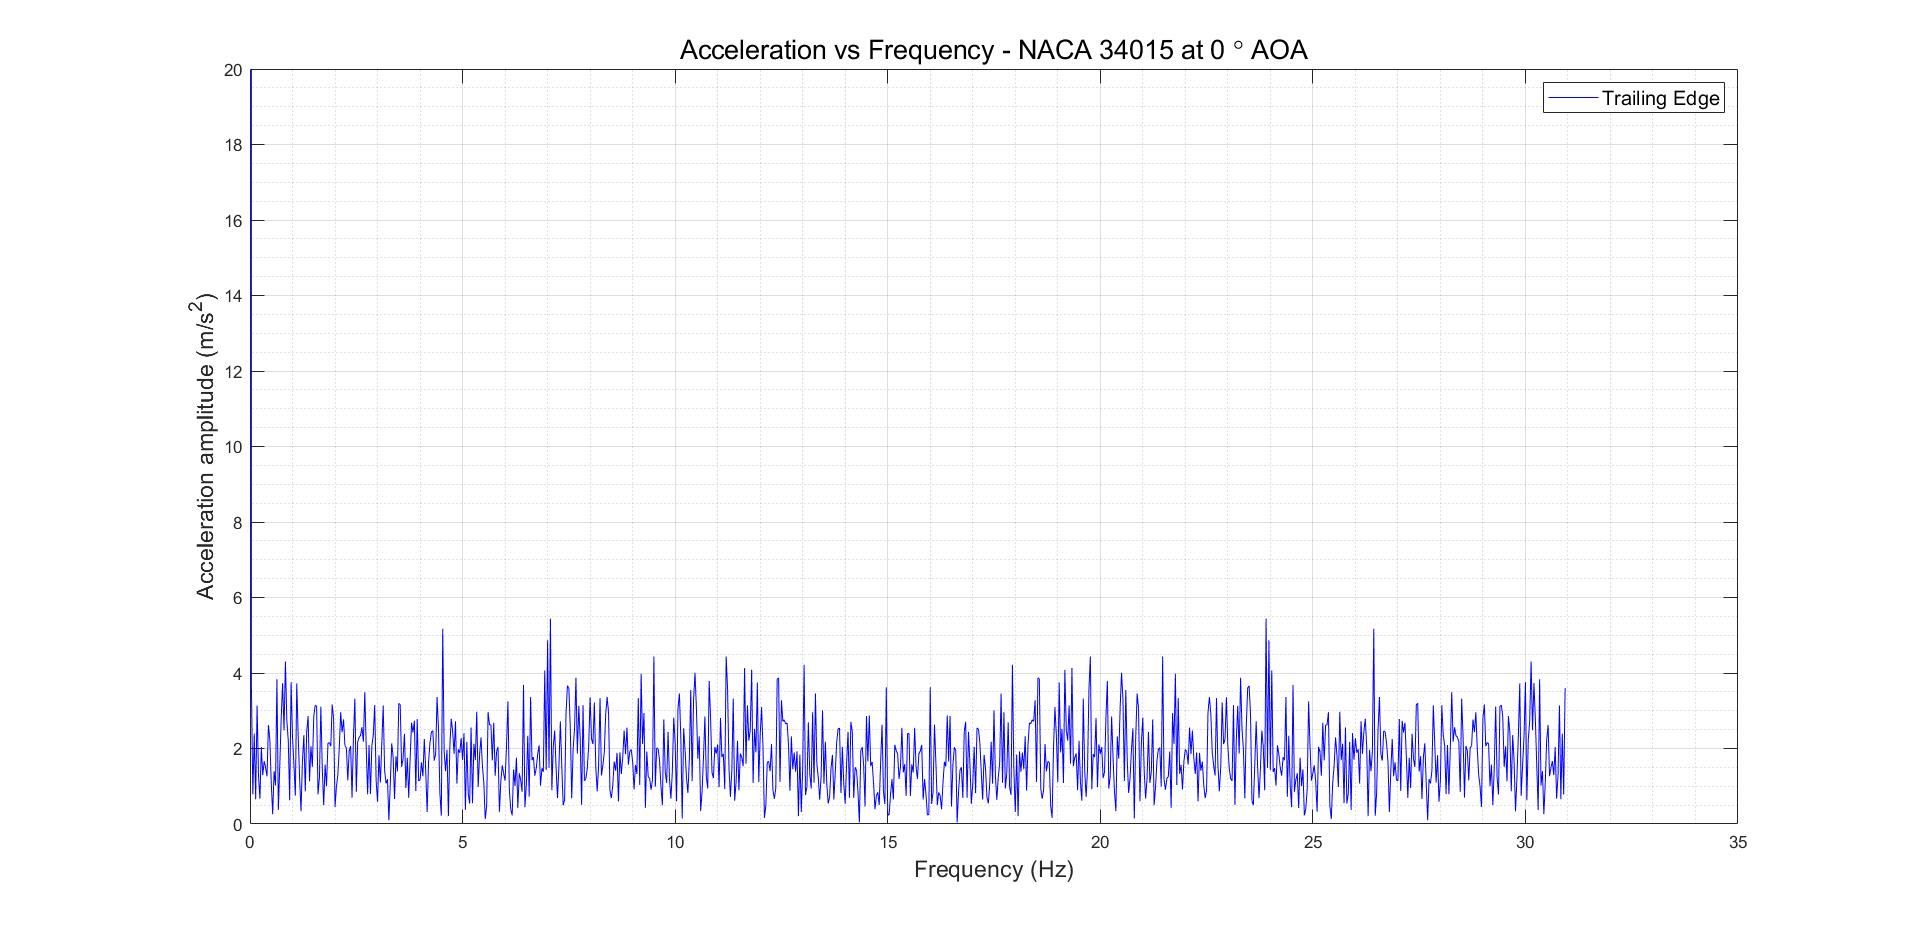 Acceleration vs Frequency - NACA 34015 at 0 ° AOA
Trailing Edge
20
18
16
14
12
10
8
6
4
2
0
Acceleration amplitude (m/s²)
0 5 10 15 20 25 30 35
Frequency (Hz)